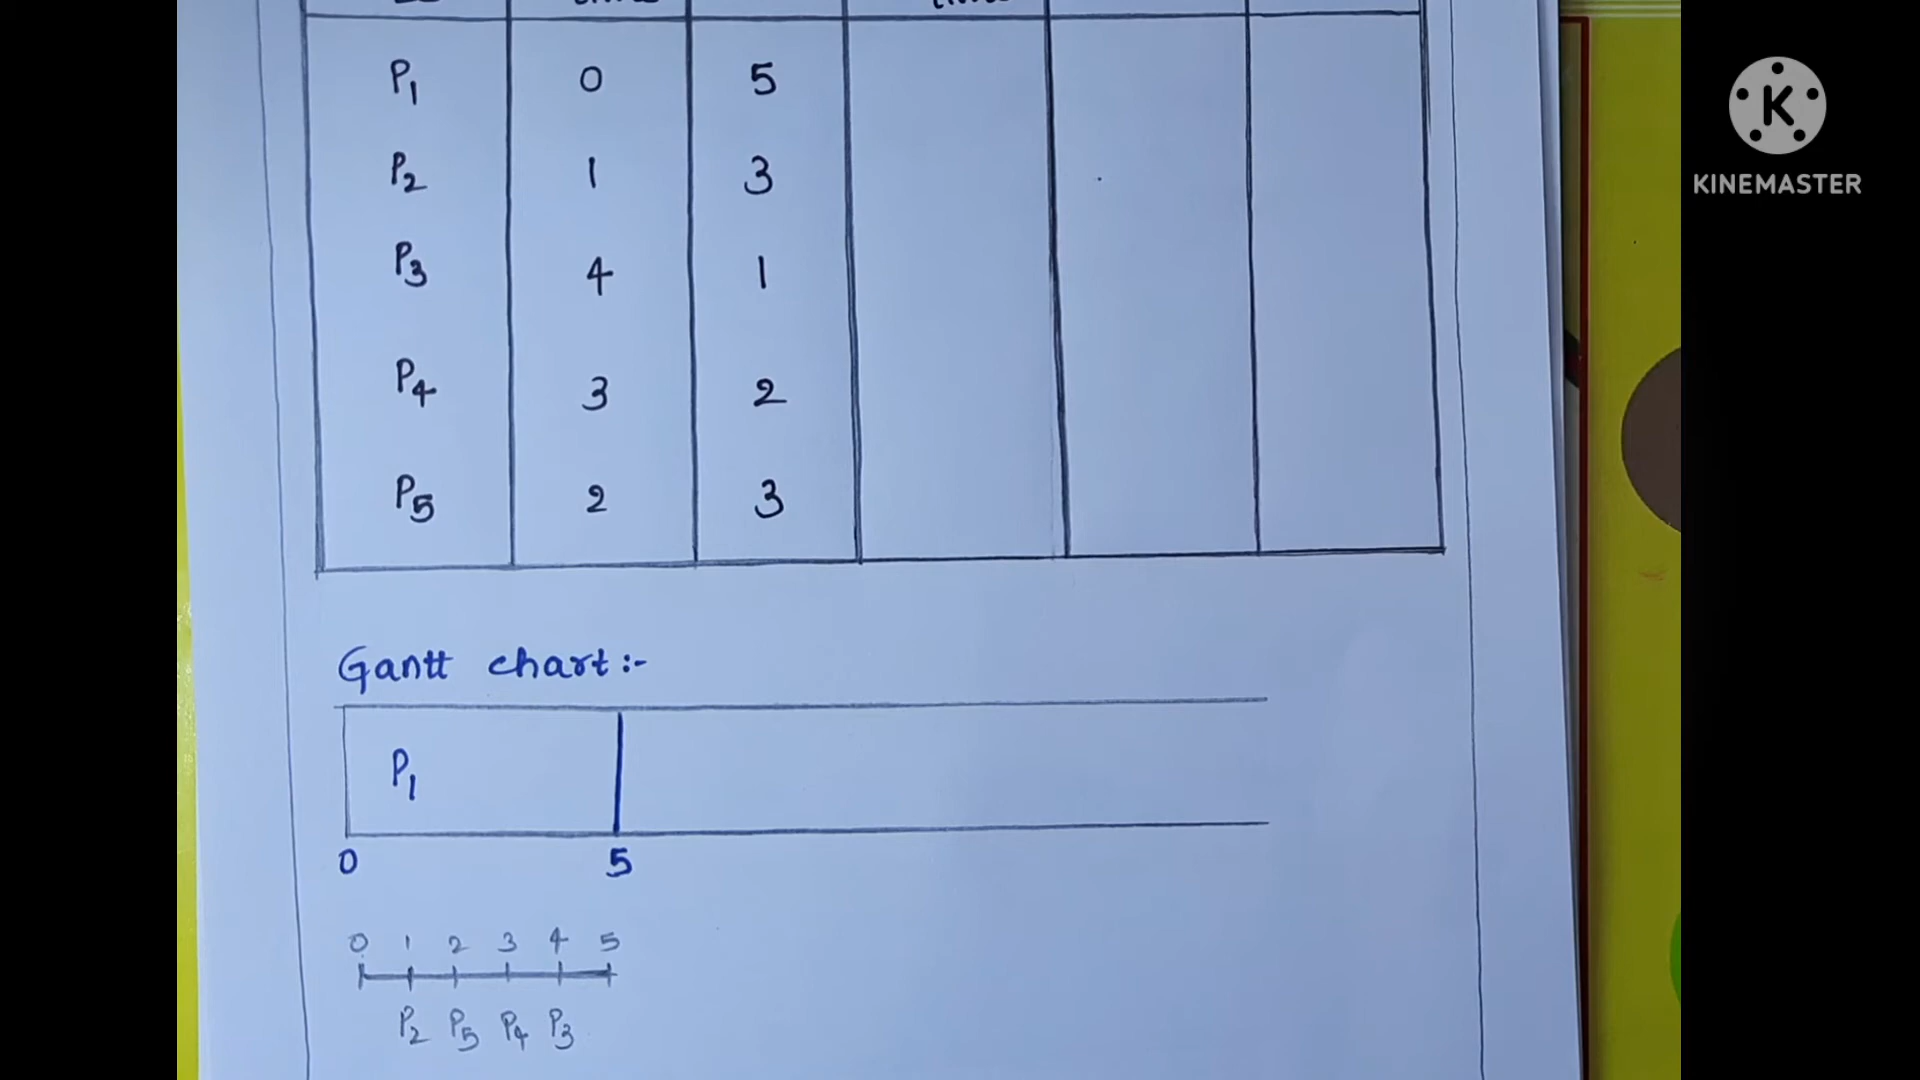 P1 0 5
P2 1 3
P3 4 1
P4 3 2
P5 2 3
Gantt chart:-
P1
0 5
0 1 2 3 4 5
P2 P5 P4 P3
K
KINEMASTER